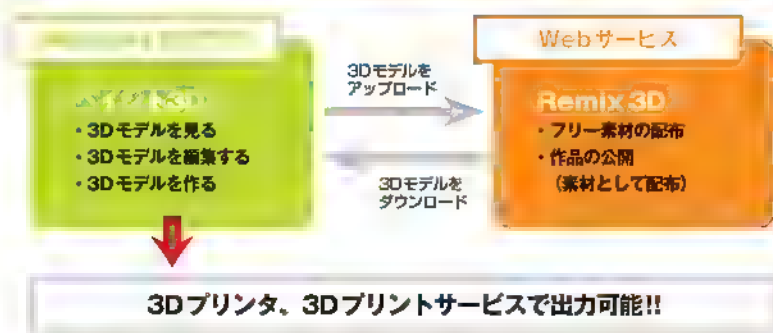 Webサービス
3Dモデルを
アップロード
Remix 3D
・3Dモデルを見る
・3Dモデルを編集する
・3Dモデルを作る
・フリー素材の配布
・作品の公開
（素材として配布）
3Dモデルを
ダウンロード
3Dプリンタ、3Dプリントサービスで出力可能!!